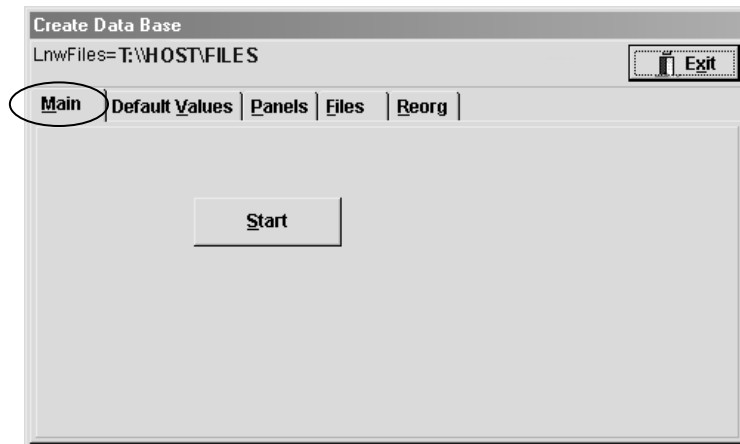 Create Data Base
LnwFiles=T:\\HOST\FILES
Exit
Main Default Values Panels Files Reorg
Start